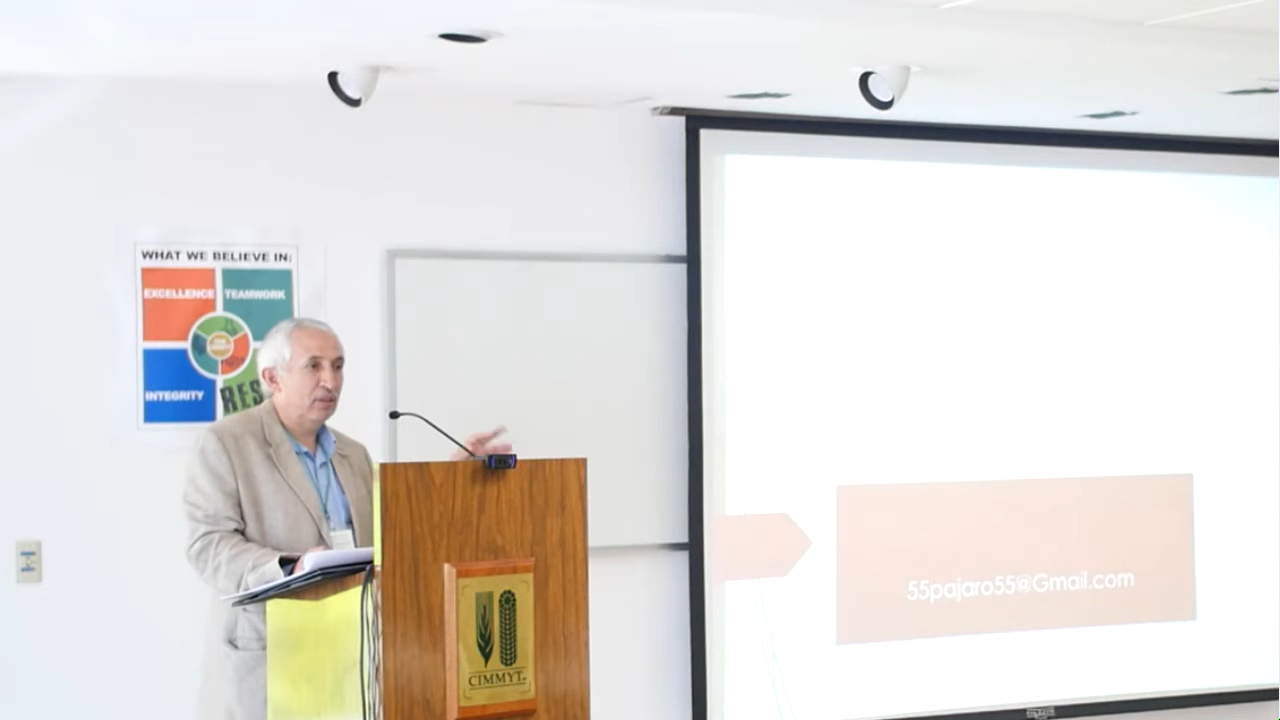 WHAT WE BELIEVE IN:
EXCELLENCE
TEAMWORK
INTEGRITY
RES
55pajaro55@Gmail.com
CIMMYT